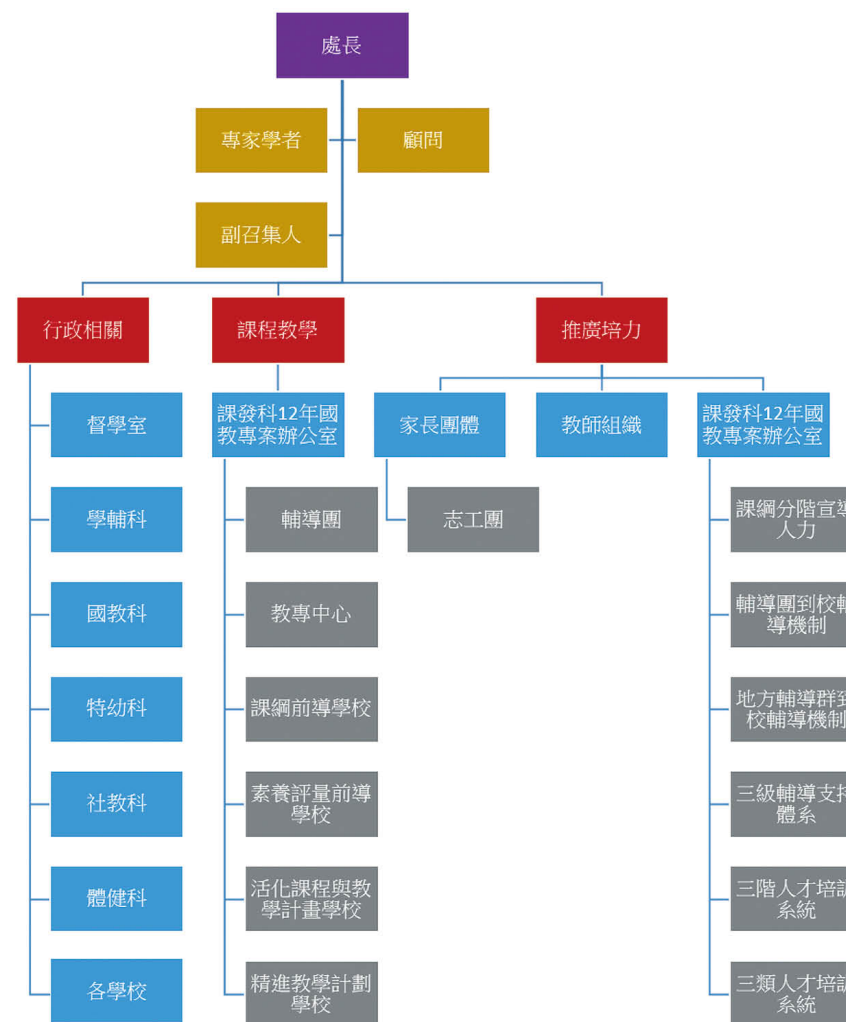 處長
專家學者
顧問
副召集人
行政相關
課程教學
推廣培力
督學室
學輔科
國教科
特幼科
社教科
體健科
各學校
課發科12年國
教專案辦公室
輔導團
教專中心
課綱前導學校
素養評量前導
學校
活化課程與教
學計畫學校
精進教學計劃
學校
家長團體
志工團
教師組織
課發科12年國
教專案辦公室
課綱分階宣導
人力
輔導團到校輔
導機制
地方輔導群到
校輔導機制
三級輔導支持
體系
三階人才培訓
系統
三類人才培訓
系統